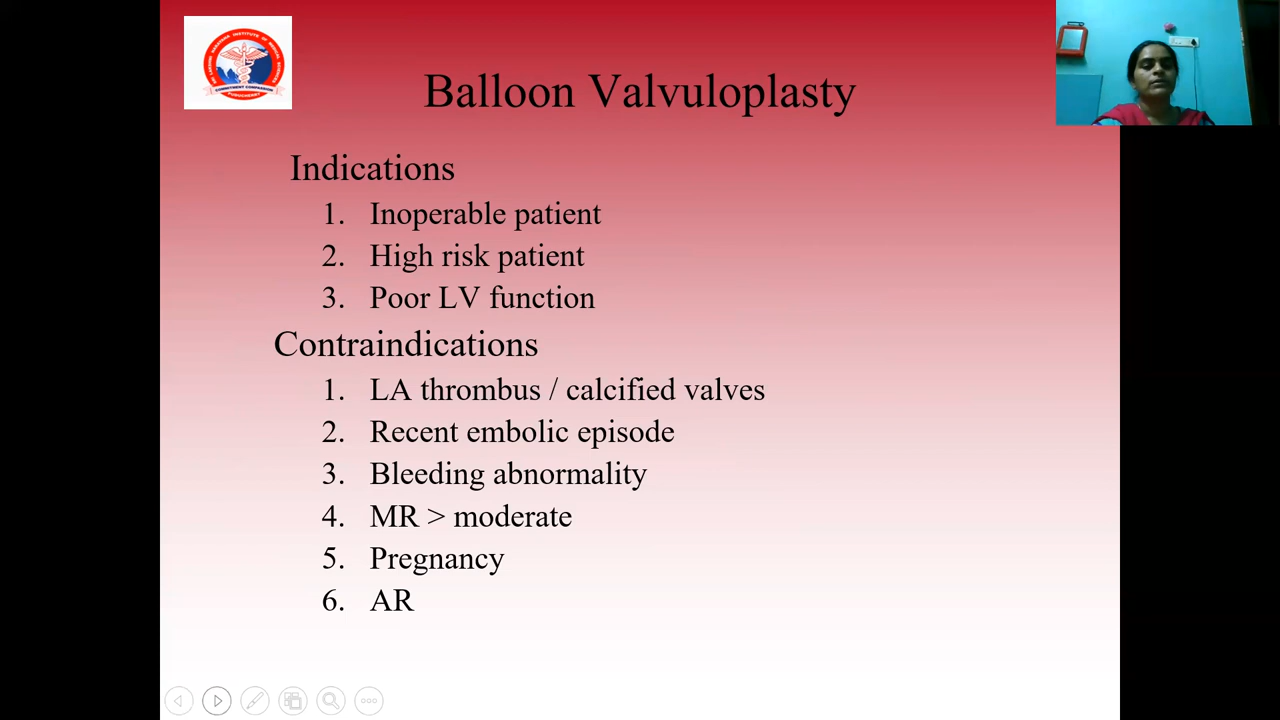 Balloon Valvuloplasty
Indications
1. Inoperable patient
2. High risk patient
3. Poor LV function
Contraindications
1. LA thrombus / calcified valves
2. Recent embolic episode
3. Bleeding abnormality
4. MR > moderate
5. Pregnancy
6. AR